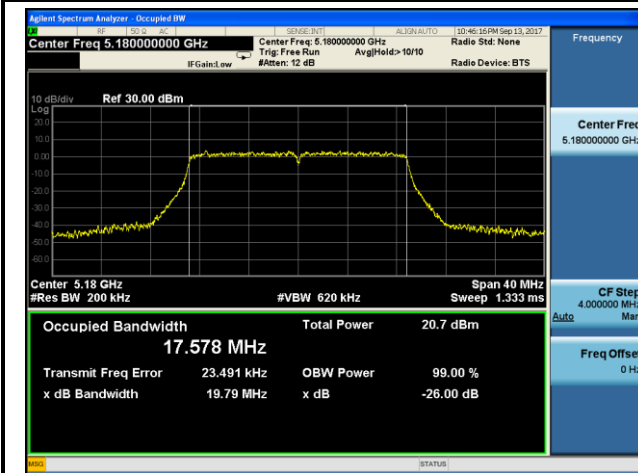 Agilent Spectrum Analyzer - Occupied BW
RF 50 Ω AC SENSE:INT ALIGN AUTO 10:46:16 PM Sep 13, 2017
Center Freq 5.180000000 GHz Center Freq: 5.180000000 GHz Radio Std: None Frequency
Trig: Free Run Avg|Hold:>10/10
IFGain:Low #Atten: 12 dB Radio Device: BTS
10 dB/div Ref 30.00 dBm
Log
20.0
10.0
0.00
-10.0
-20.0
-30.0
-40.0
-50.0
-60.0
Center Freq
5.180000000 GHz
Center 5.18 GHz Span 40 MHz
#Res BW 200 kHz #VBW 620 kHz Sweep 1.333 ms
CF Step
4.000000 MHz
Auto Man
Occupied Bandwidth Total Power 20.7 dBm
17.578 MHz
Transmit Freq Error 23.491 kHz OBW Power 99.00 %
x dB Bandwidth 19.79 MHz x dB -26.00 dB
Freq Offset
0 Hz
MSG STATUS